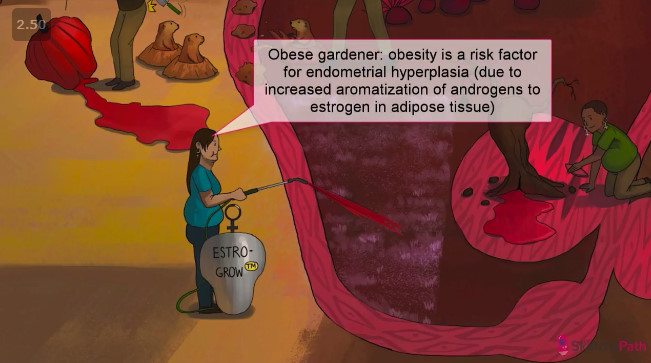 2.50
Obese gardener: obesity is a risk factor
for endometrial hyperplasia (due to
increased aromatization of androgens to
estrogen in adipose tissue)
ESTRO-
GROW TM
Path